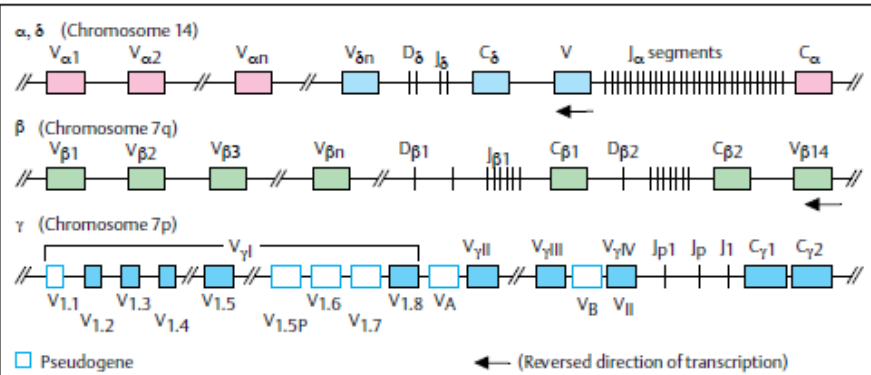 α, δ (Chromosome 14)
Vα1 Vα2 Vαn Vδn Dδ Jδ Cδ V Jα segments Cα
β (Chromosome 7q)
Vβ1 Vβ2 Vβ3 Vβn Dβ1 Jβ1 Cβ1 Dβ2 Cβ2 Vβ14
γ (Chromosome 7p)
VγI VγII VγIII VγIV Jp1 Jp J1 Cγ1 Cγ2
V1.1 V1.3 V1.5 V1.6 V1.8 VA VB VII
V1.2 V1.4 V1.5P V1.7
Pseudogene (Reversed direction of transcription)